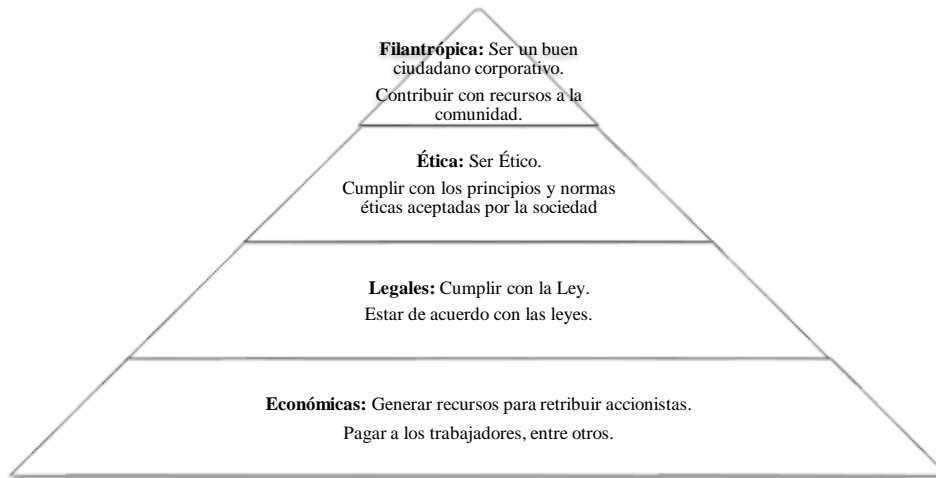 Filantrópica: Ser un buen
ciudadano corporativo.
Contribuir con recursos a la
comunidad.
Ética: Ser Ético.
Cumplir con los principios y normas
éticas aceptadas por la sociedad
Legales: Cumplir con la Ley.
Estar de acuerdo con las leyes.
Económicas: Generar recursos para retribuir accionistas.
Pagar a los trabajadores, entre otros.